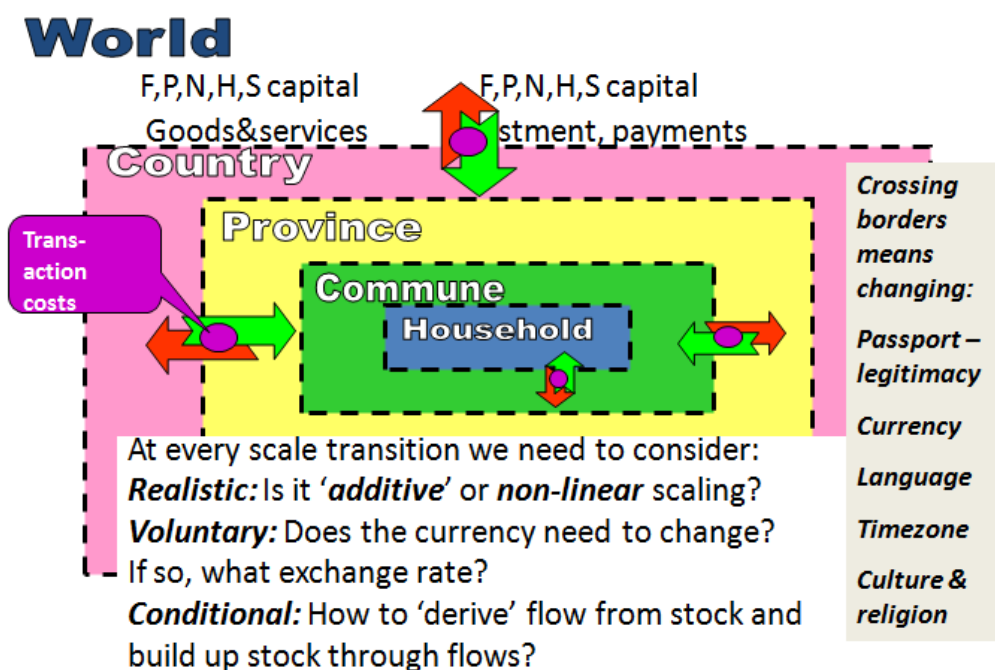 World
F,P,N,H,S capital
F,P,N,H,S capital
Goods&services
stment, payments
Country
Province
Trans-
action
costs
Commune
Household
At every scale transition we need to consider:
Realistic: Is it ‘additive’ or non-linear scaling?
Voluntary: Does the currency need to change?
If so, what exchange rate?
Conditional: How to ‘derive’ flow from stock and
build up stock through flows?
Crossing
borders
means
changing:
Passport –
legitimacy
Currency
Language
Timezone
Culture &
religion